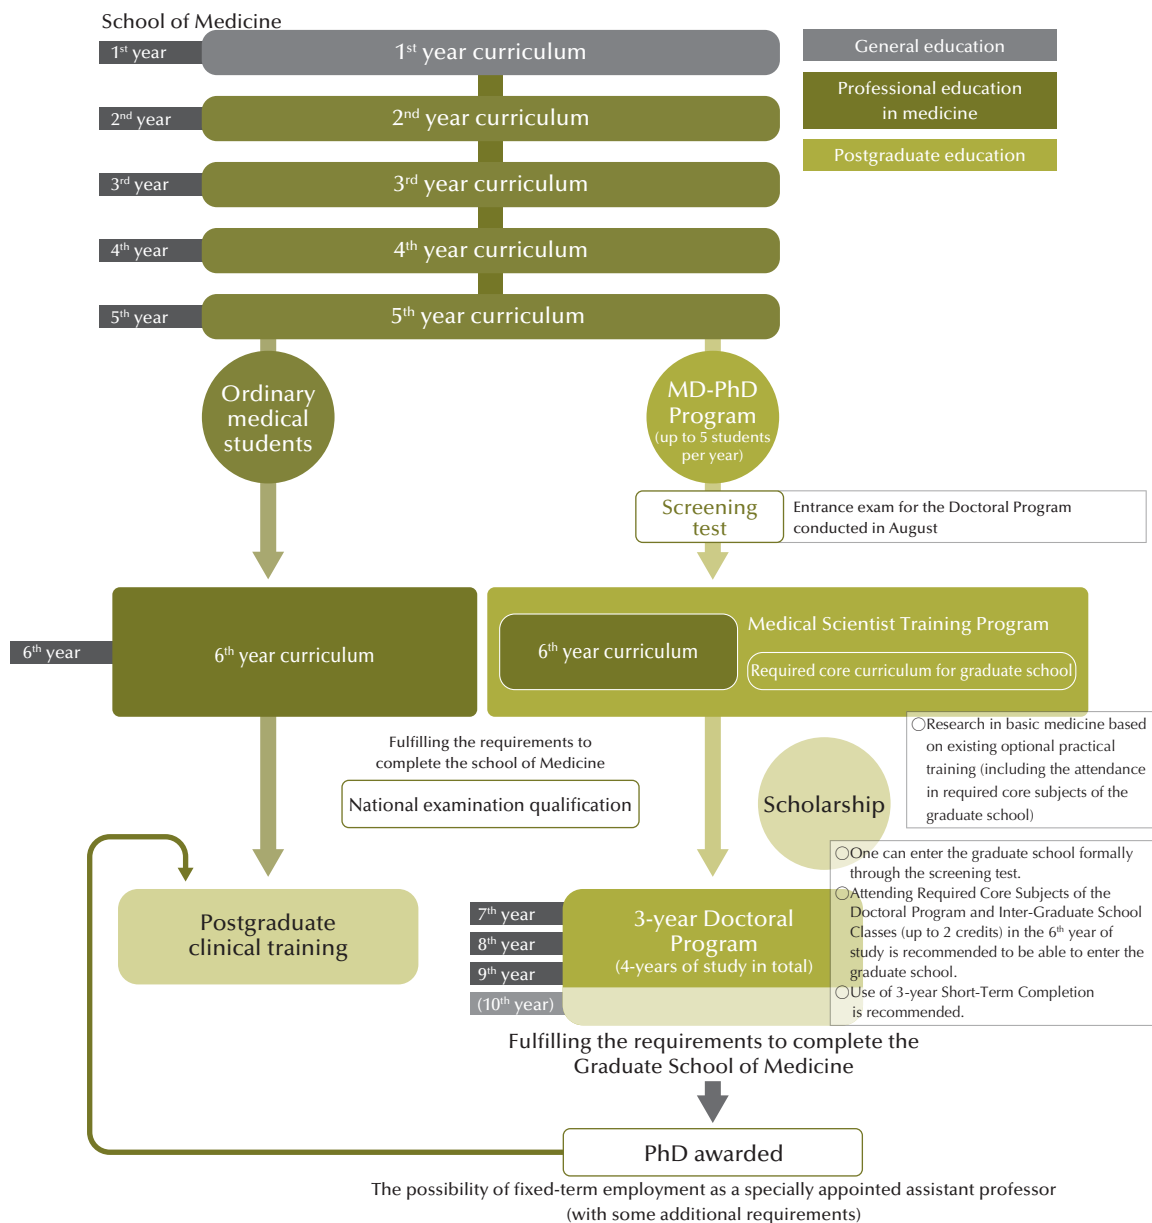 School of Medicine
1st year
1st year curriculum
General education
Professional education
in medicine
Postgraduate education
2nd year
2nd year curriculum
3rd year
3rd year curriculum
4th year
4th year curriculum
5th year
5th year curriculum
Ordinary
medical
students
MD-PhD
Program
(up to 5 students
per year)
Screening
test
Entrance exam for the Doctoral Program
conducted in August
6th year
6th year curriculum
6th year curriculum
Medical Scientist Training Program
Required core curriculum for graduate school
Fulfilling the requirements to
complete the school of Medicine
National examination qualification
Scholarship
○Research in basic medicine based
on existing optional practical
training (including the attendance
in required core subjects of the
graduate school)
○One can enter the graduate school formally
through the screening test.
○Attending Required Core Subjects of the
Doctoral Program and Inter-Graduate School
Classes (up to 2 credits) in the 6th year of
study is recommended to be able to enter the
graduate school.
○Use of 3-year Short-Term Completion
is recommended.
Postgraduate
clinical training
7th year
8th year
9th year
(10th year)
3-year Doctoral
Program
(4-years of study in total)
Fulfilling the requirements to complete the
Graduate School of Medicine
PhD awarded
The possibility of fixed-term employment as a specially appointed assistant professor
(with some additional requirements)